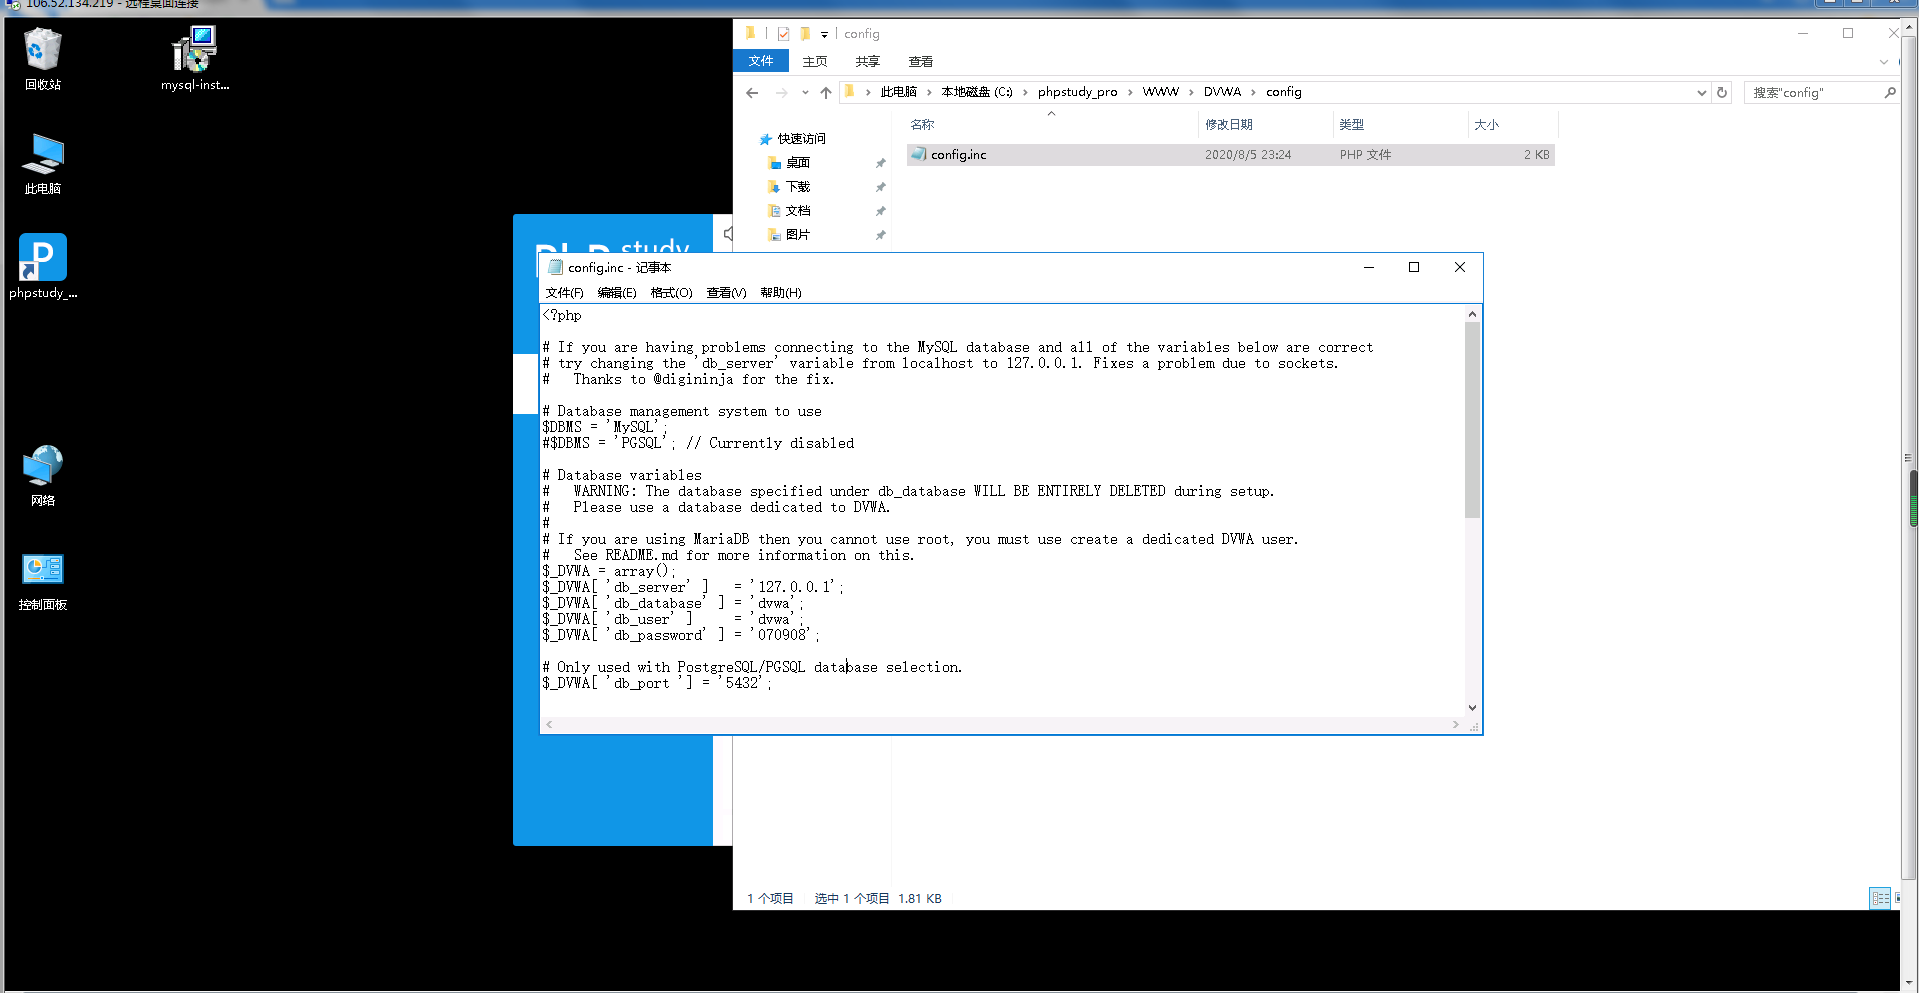 106.52.134.219 - 远程桌面连接
回收站
mysql-inst...
此电脑
phpstudy_...
网络
控制面板
study
config
文件 主页 共享 查看
此电脑 › 本地磁盘 (C:) › phpstudy_pro › WWW › DVWA › config
搜索"config"
快速访问
桌面
下载
文档
图片
名称 修改日期 类型 大小
config.inc 2020/8/5 23:24 PHP 文件 2 KB
config.inc - 记事本
文件(F) 编辑(E) 格式(O) 查看(V) 帮助(H)
<?php
# If you are having problems connecting to the MySQL database and all of the variables below are correct
# try changing the 'db_server' variable from localhost to 127.0.0.1. Fixes a problem due to sockets.
#   Thanks to @digininja for the fix.
# Database management system to use
$DBMS = 'MySQL';
#$DBMS = 'PGSQL'; // Currently disabled
# Database variables
#   WARNING: The database specified under db_database WILL BE ENTIRELY DELETED during setup.
#   Please use a database dedicated to DVWA.
#
# If you are using MariaDB then you cannot use root, you must use create a dedicated DVWA user.
#   See README.md for more information on this.
$_DVWA = array();
$_DVWA[ 'db_server' ]   = '127.0.0.1';
$_DVWA[ 'db_database' ] = 'dvwa';
$_DVWA[ 'db_user' ]     = 'dvwa';
$_DVWA[ 'db_password' ] = '070908';
# Only used with PostgreSQL/PGSQL database selection.
$_DVWA[ 'db_port '] = '5432';
1 个项目 选中 1 个项目 1.81 KB